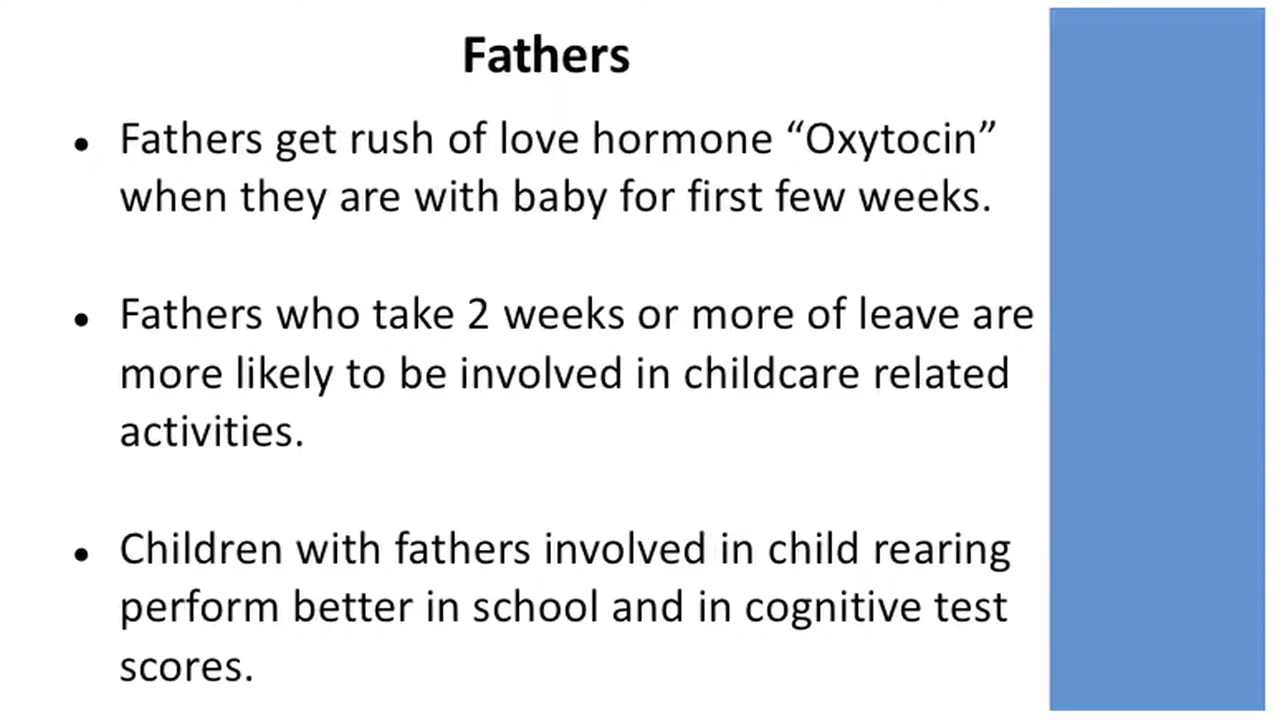 Fathers
• Fathers get rush of love hormone “Oxytocin”
when they are with baby for first few weeks.
• Fathers who take 2 weeks or more of leave are
more likely to be involved in childcare related
activities.
• Children with fathers involved in child rearing
perform better in school and in cognitive test
scores.